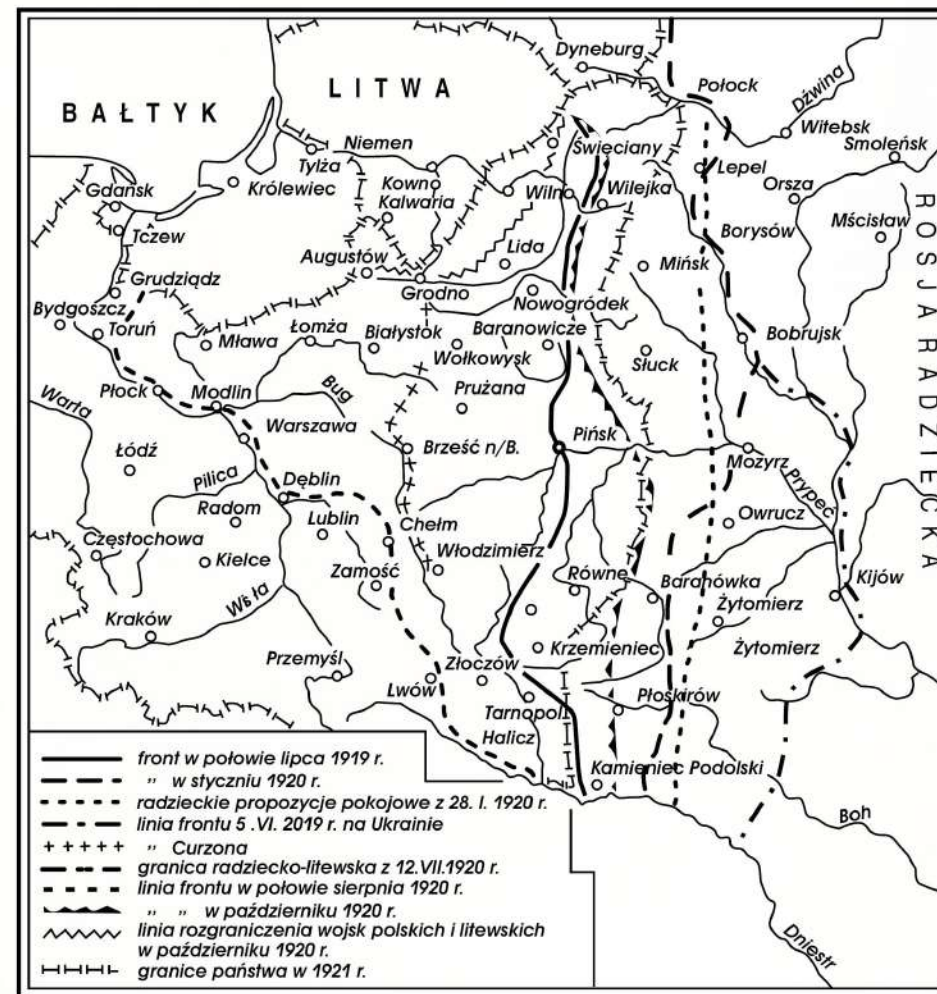 Dyneburg
LITWA
Połock
Dźwina
BAŁTYK
Witebsk
Niemen
Święciany
Smoleńsk
Tylża
Lepel
Królewiec
Kowno
Wilno
Wilejka
Orsza
Gdańsk
Kalwaria
Mścisław
Tczew
Lida
Borysów
Augustów
Mińsk
ROSJA RADZIECKA
Grudziądz
Grodno
Nowogródek
Bydgoszcz
Łomża
Białystok
Baranowicze
Bobrujsk
Toruń
Mława
Wołkowysk
Słuck
Prużana
Płock
Modlin
Bug
Warta
Warszawa
Pińsk
Łódź
Brześć n/B.
Mozyrz
Pilica
Dęblin
Prypeć
Radom
Lublin
Owrucz
Chełm
Częstochowa
Włodzimierz
Kielce
Zamość
Równe
Baranówka
Kijów
Wisła
Żytomierz
Kraków
Krzemieniec
Żytomierz
Przemyśl
Złoczów
Lwów
Płoskirów
Tarnopol
Halicz
Kamieniec Podolski
Boh
Dniestr
front w połowie lipca 1919 r.
,, w styczniu 1920 r.
radzieckie propozycje pokojowe z 28. I. 1920 r.
linia frontu 5 .VI. 2019 r. na Ukrainie
,, Curzona
granica radziecko-litewska z 12.VII.1920 r.
linia frontu w połowie sierpnia 1920 r.
,, ,, w październiku 1920 r.
linia rozgraniczenia wojsk polskich i litewskich
w październiku 1920 r.
granice państwa w 1921 r.